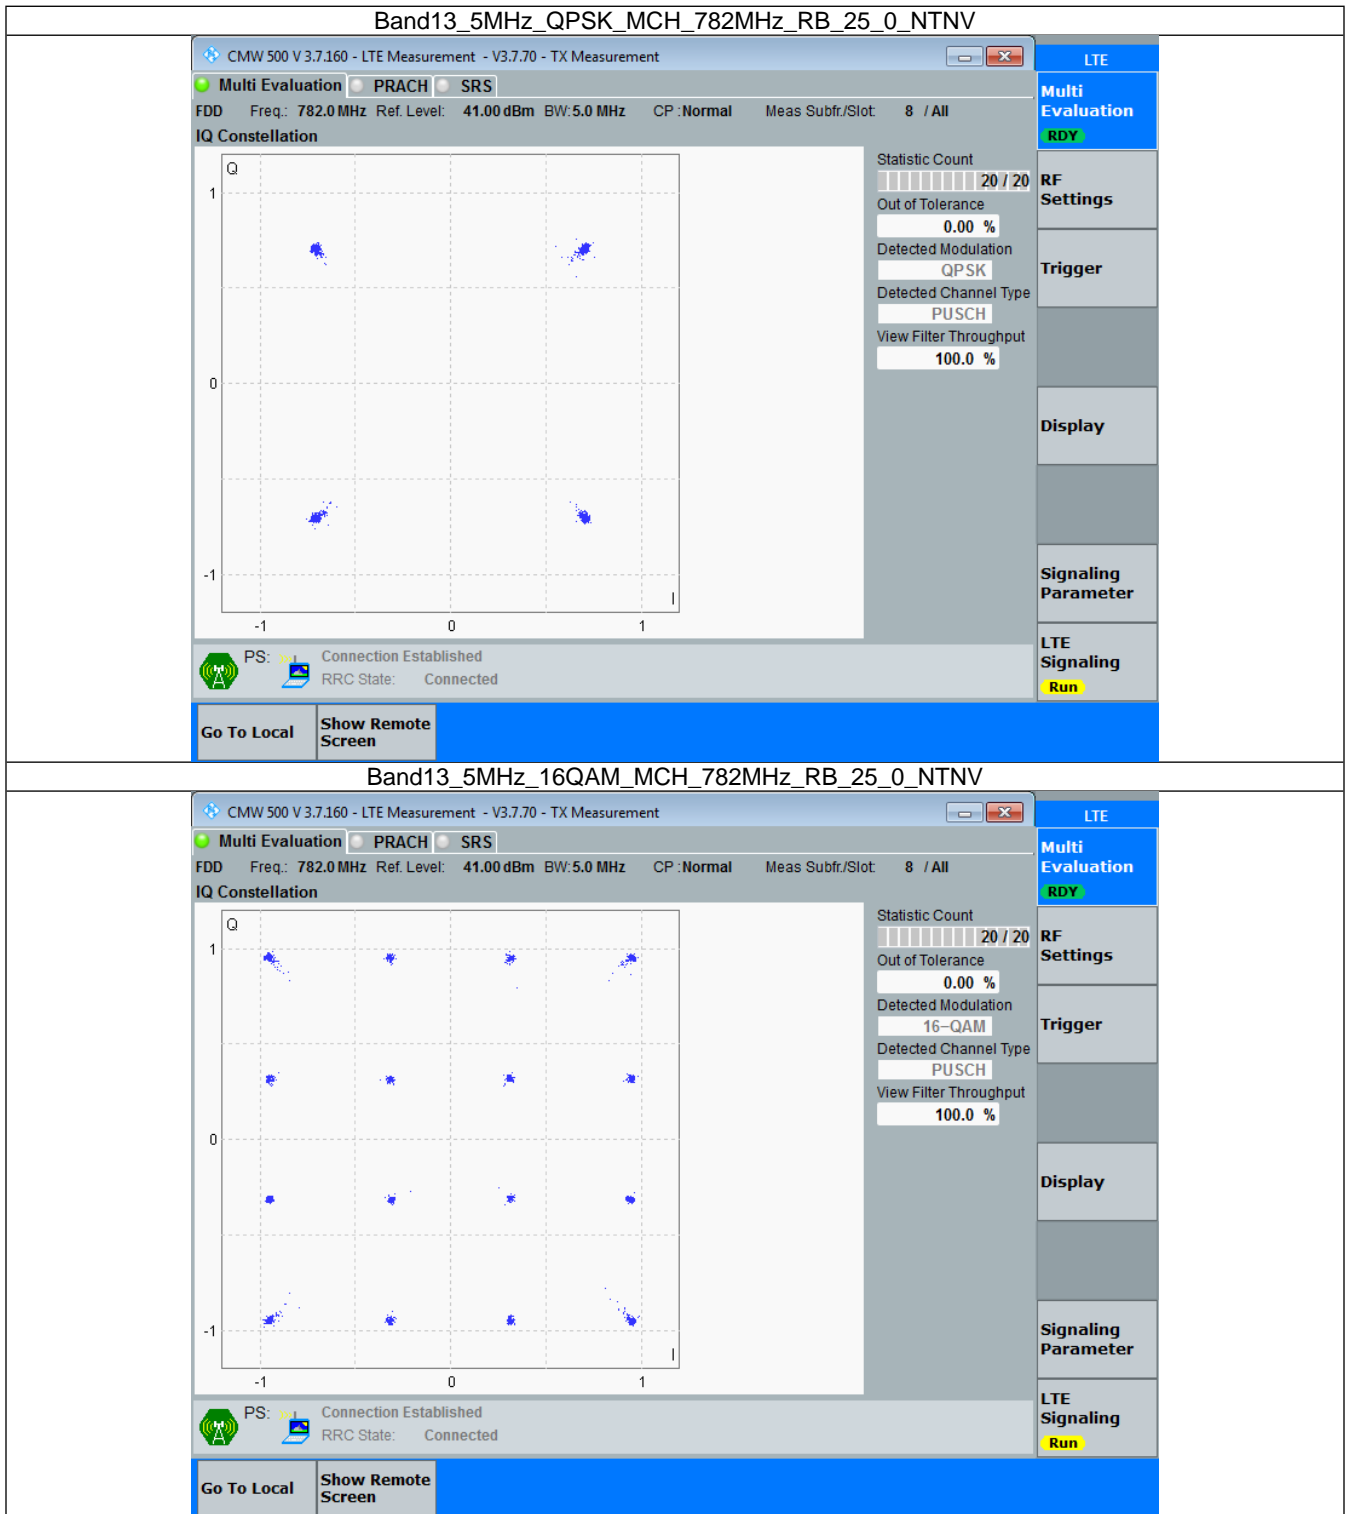 Band13_5MHz_QPSK_MCH_782MHz_RB_25_0_NTNV
CMW 500 V 3.7.160 - LTE Measurement - V3.7.70 - TX Measurement
LTE
Multi Evaluation PRACH SRS
FDD Freq.: 782.0 MHz Ref. Level: 41.00 dBm BW: 5.0 MHz CP : Normal Meas Subfr./Slot: 8 / All
IQ Constellation
Q
1
0
-1
I
-1 0 1
Statistic Count
20 / 20
Out of Tolerance
0.00 %
Detected Modulation
QPSK
Detected Channel Type
PUSCH
View Filter Throughput
100.0 %
Multi
Evaluation
RDY
RF
Settings
Trigger
Display
Signaling
Parameter
LTE
Signaling
Run
PS: Connection Established
RRC State: Connected
Go To Local
Show Remote
Screen
Band13_5MHz_16QAM_MCH_782MHz_RB_25_0_NTNV
CMW 500 V 3.7.160 - LTE Measurement - V3.7.70 - TX Measurement
LTE
Multi Evaluation PRACH SRS
FDD Freq.: 782.0 MHz Ref. Level: 41.00 dBm BW: 5.0 MHz CP : Normal Meas Subfr./Slot: 8 / All
IQ Constellation
Q
1
0
-1
I
-1 0 1
Statistic Count
20 / 20
Out of Tolerance
0.00 %
Detected Modulation
16-QAM
Detected Channel Type
PUSCH
View Filter Throughput
100.0 %
Multi
Evaluation
RDY
RF
Settings
Trigger
Display
Signaling
Parameter
LTE
Signaling
Run
PS: Connection Established
RRC State: Connected
Go To Local
Show Remote
Screen